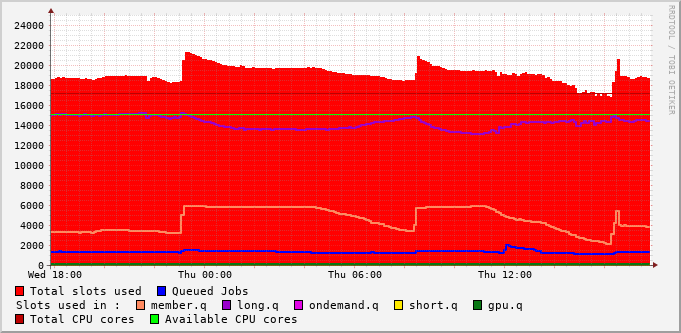 24000
22000
20000
18000
16000
14000
12000
10000
8000
6000
4000
2000
0
Wed 18:00 Thu 00:00 Thu 06:00 Thu 12:00
Total slots used Queued Jobs
Slots used in : member.q long.q ondemand.q short.q gpu.q
Total CPU cores Available CPU cores
RRDTOOL / TOBI OETIKER